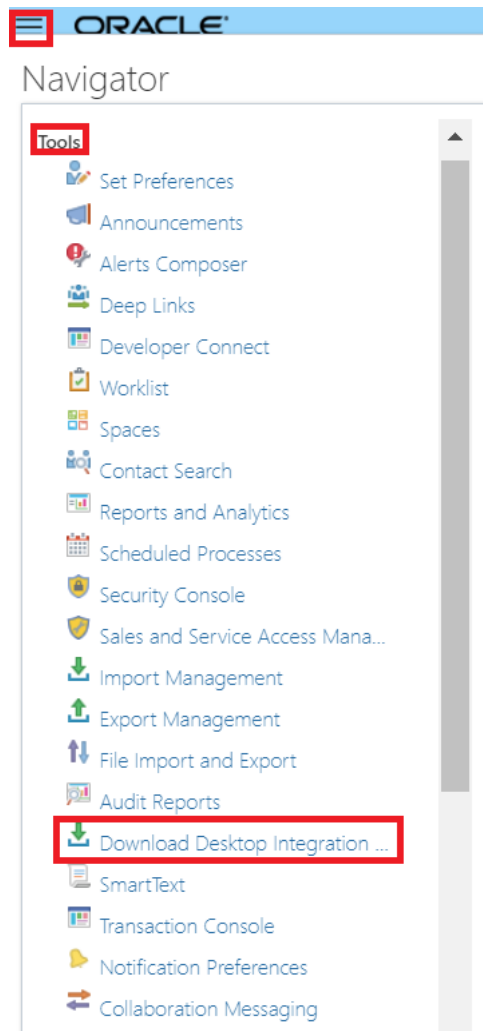 ORACLE
Navigator
Tools
Set Preferences
Announcements
Alerts Composer
Deep Links
Developer Connect
Worklist
Spaces
Contact Search
Reports and Analytics
Scheduled Processes
Security Console
Sales and Service Access Mana...
Import Management
Export Management
File Import and Export
Audit Reports
Download Desktop Integration ...
SmartText
Transaction Console
Notification Preferences
Collaboration Messaging